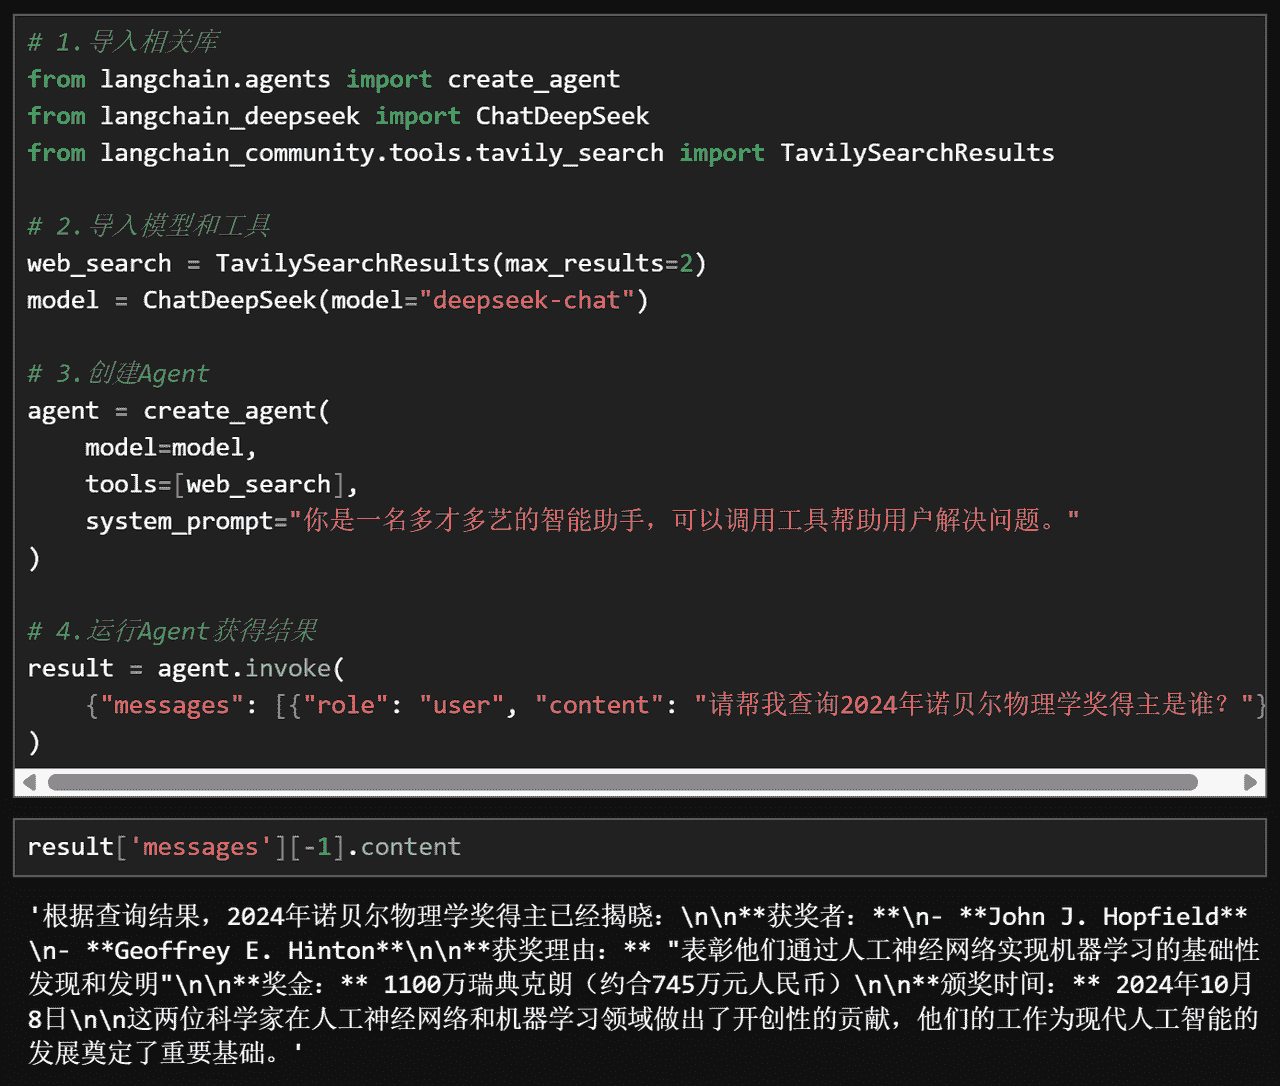 # 1.导入相关库
from langchain.agents import create_agent
from langchain_deepseek import ChatDeepSeek
from langchain_community.tools.tavily_search import TavilySearchResults
# 2.导入模型和工具
web_search = TavilySearchResults(max_results=2)
model = ChatDeepSeek(model="deepseek-chat")
# 3.创建Agent
agent = create_agent(
    model=model,
    tools=[web_search],
    system_prompt="你是一名多才多艺的智能助手，可以调用工具帮助用户解决问题。"
)
# 4.运行Agent获得结果
result = agent.invoke(
    {"messages": [{"role": "user", "content": "请帮我查询2024年诺贝尔物理学奖得主是谁？"}
)
result['messages'][-1].content
'根据查询结果，2024年诺贝尔物理学奖得主已经揭晓：\n\n**获奖者：**\n- **John J. Hopfield**
\n- **Geoffrey E. Hinton**\n\n**获奖理由：** "表彰他们通过人工神经网络实现机器学习的基础性
发现和发明"\n\n**奖金：** 1100万瑞典克朗（约合745万元人民币）\n\n**颁奖时间：** 2024年10月
8日\n\n这两位科学家在人工神经网络和机器学习领域做出了开创性的贡献，他们的工作为现代人工智能的
发展奠定了重要基础。'